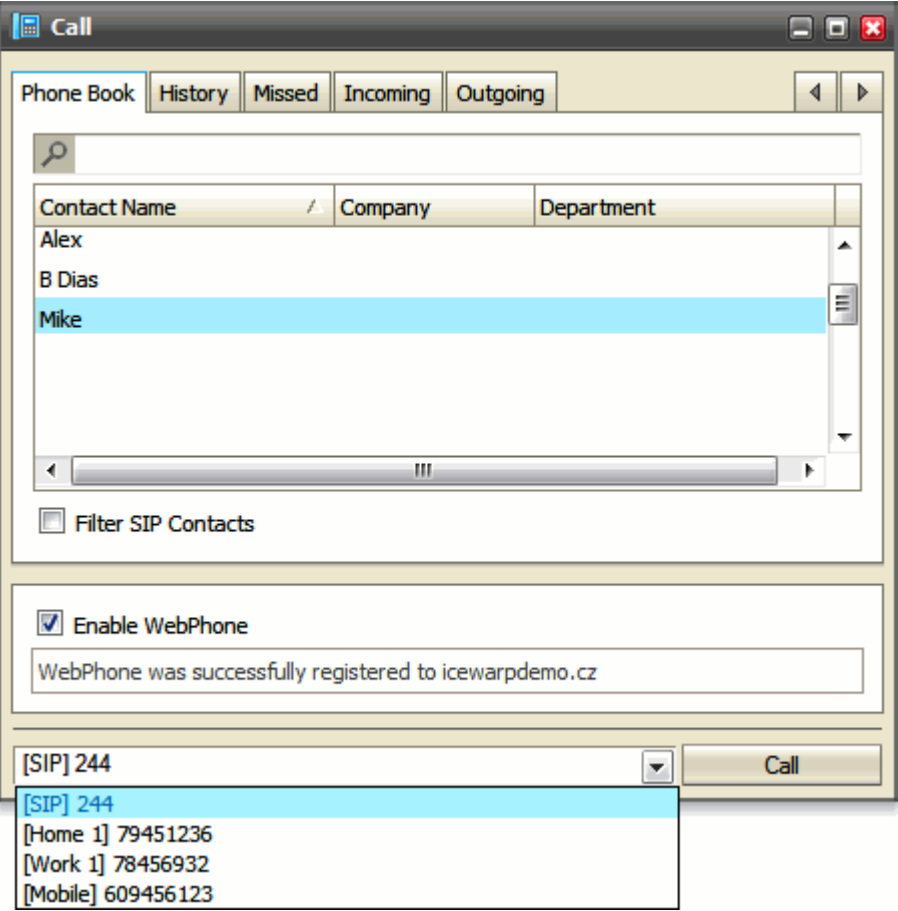 Call
Phone Book History Missed Incoming Outgoing
Contact Name Company Department
Alex
B Dias
Mike
Filter SIP Contacts
Enable WebPhone
WebPhone was successfully registered to icewarpdemo.cz
[SIP] 244 Call
[SIP] 244
[Home 1] 79451236
[Work 1] 78456932
[Mobile] 609456123